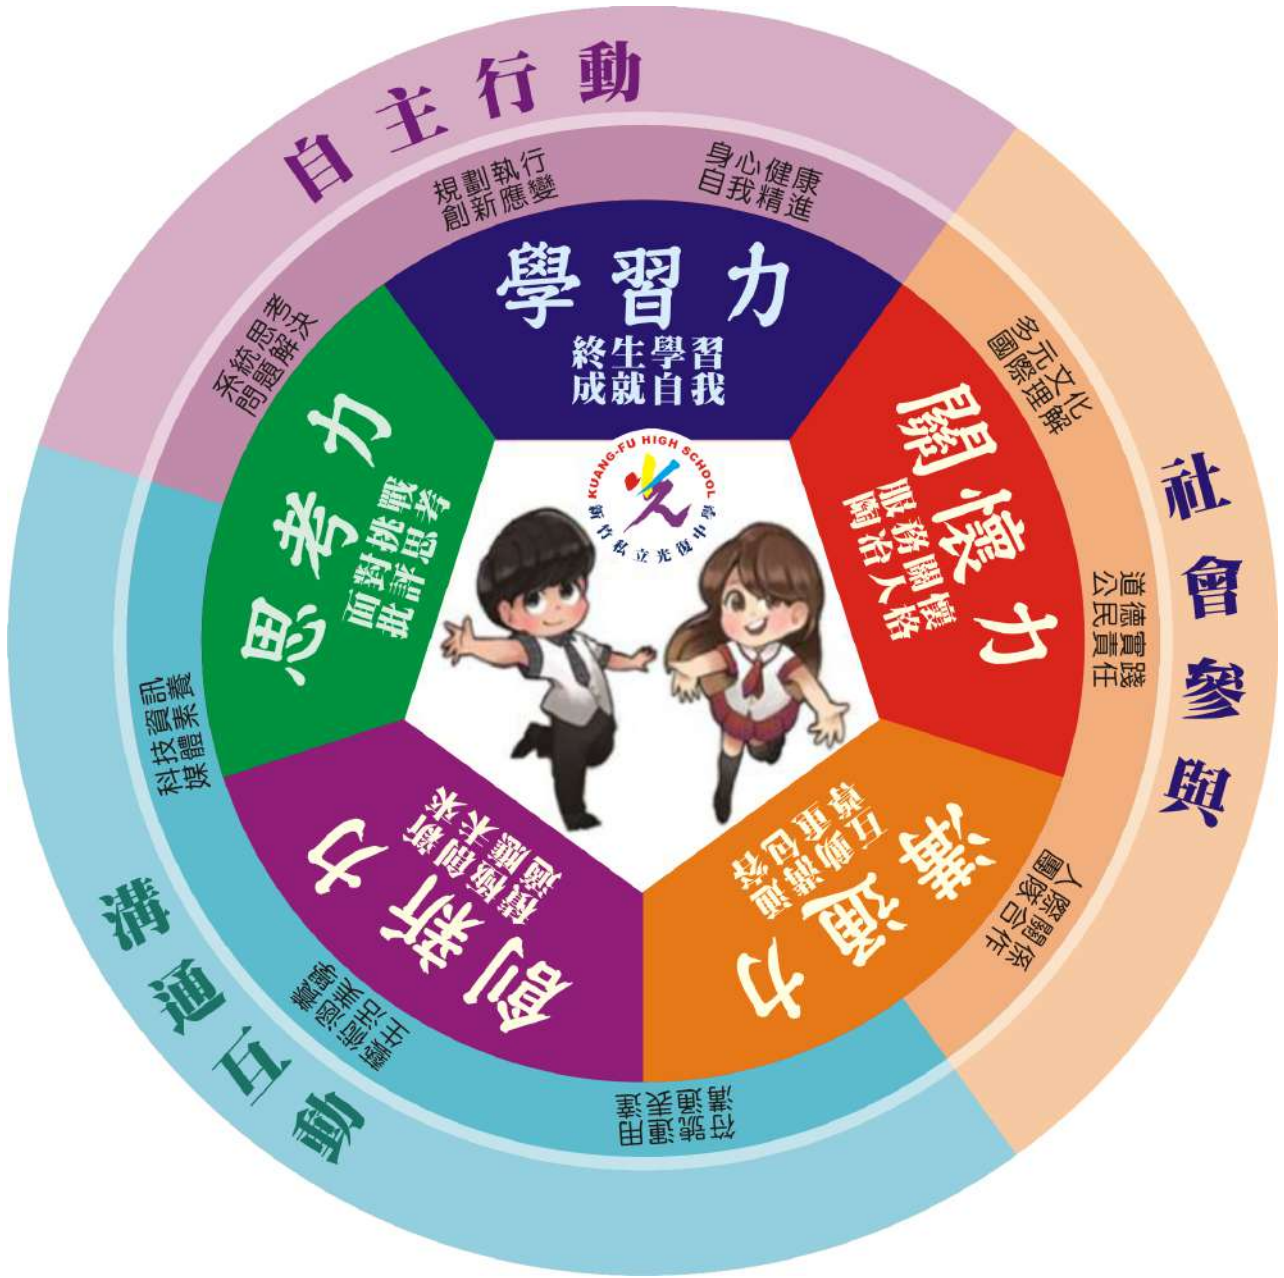 自主行動
規劃執行
創新應變
身心健康
自我精進
系統思考
問題解決
社會參與
多元文化
國際理解
道德實踐
公民責任
人際關係
團隊合作
溝通互動
符號運用
溝通表達
藝術涵養
生活美學
科技資訊
媒體素養
學習力
終生學習
成就自我
關懷力
服務關懷
陶冶人格
溝通力
互動溝通
尊重包容
創新力
積極創新
適應未來
思考力
面對挑戰
批評思考
KUANG-FU HIGH SCHOOL
新竹私立光復中學